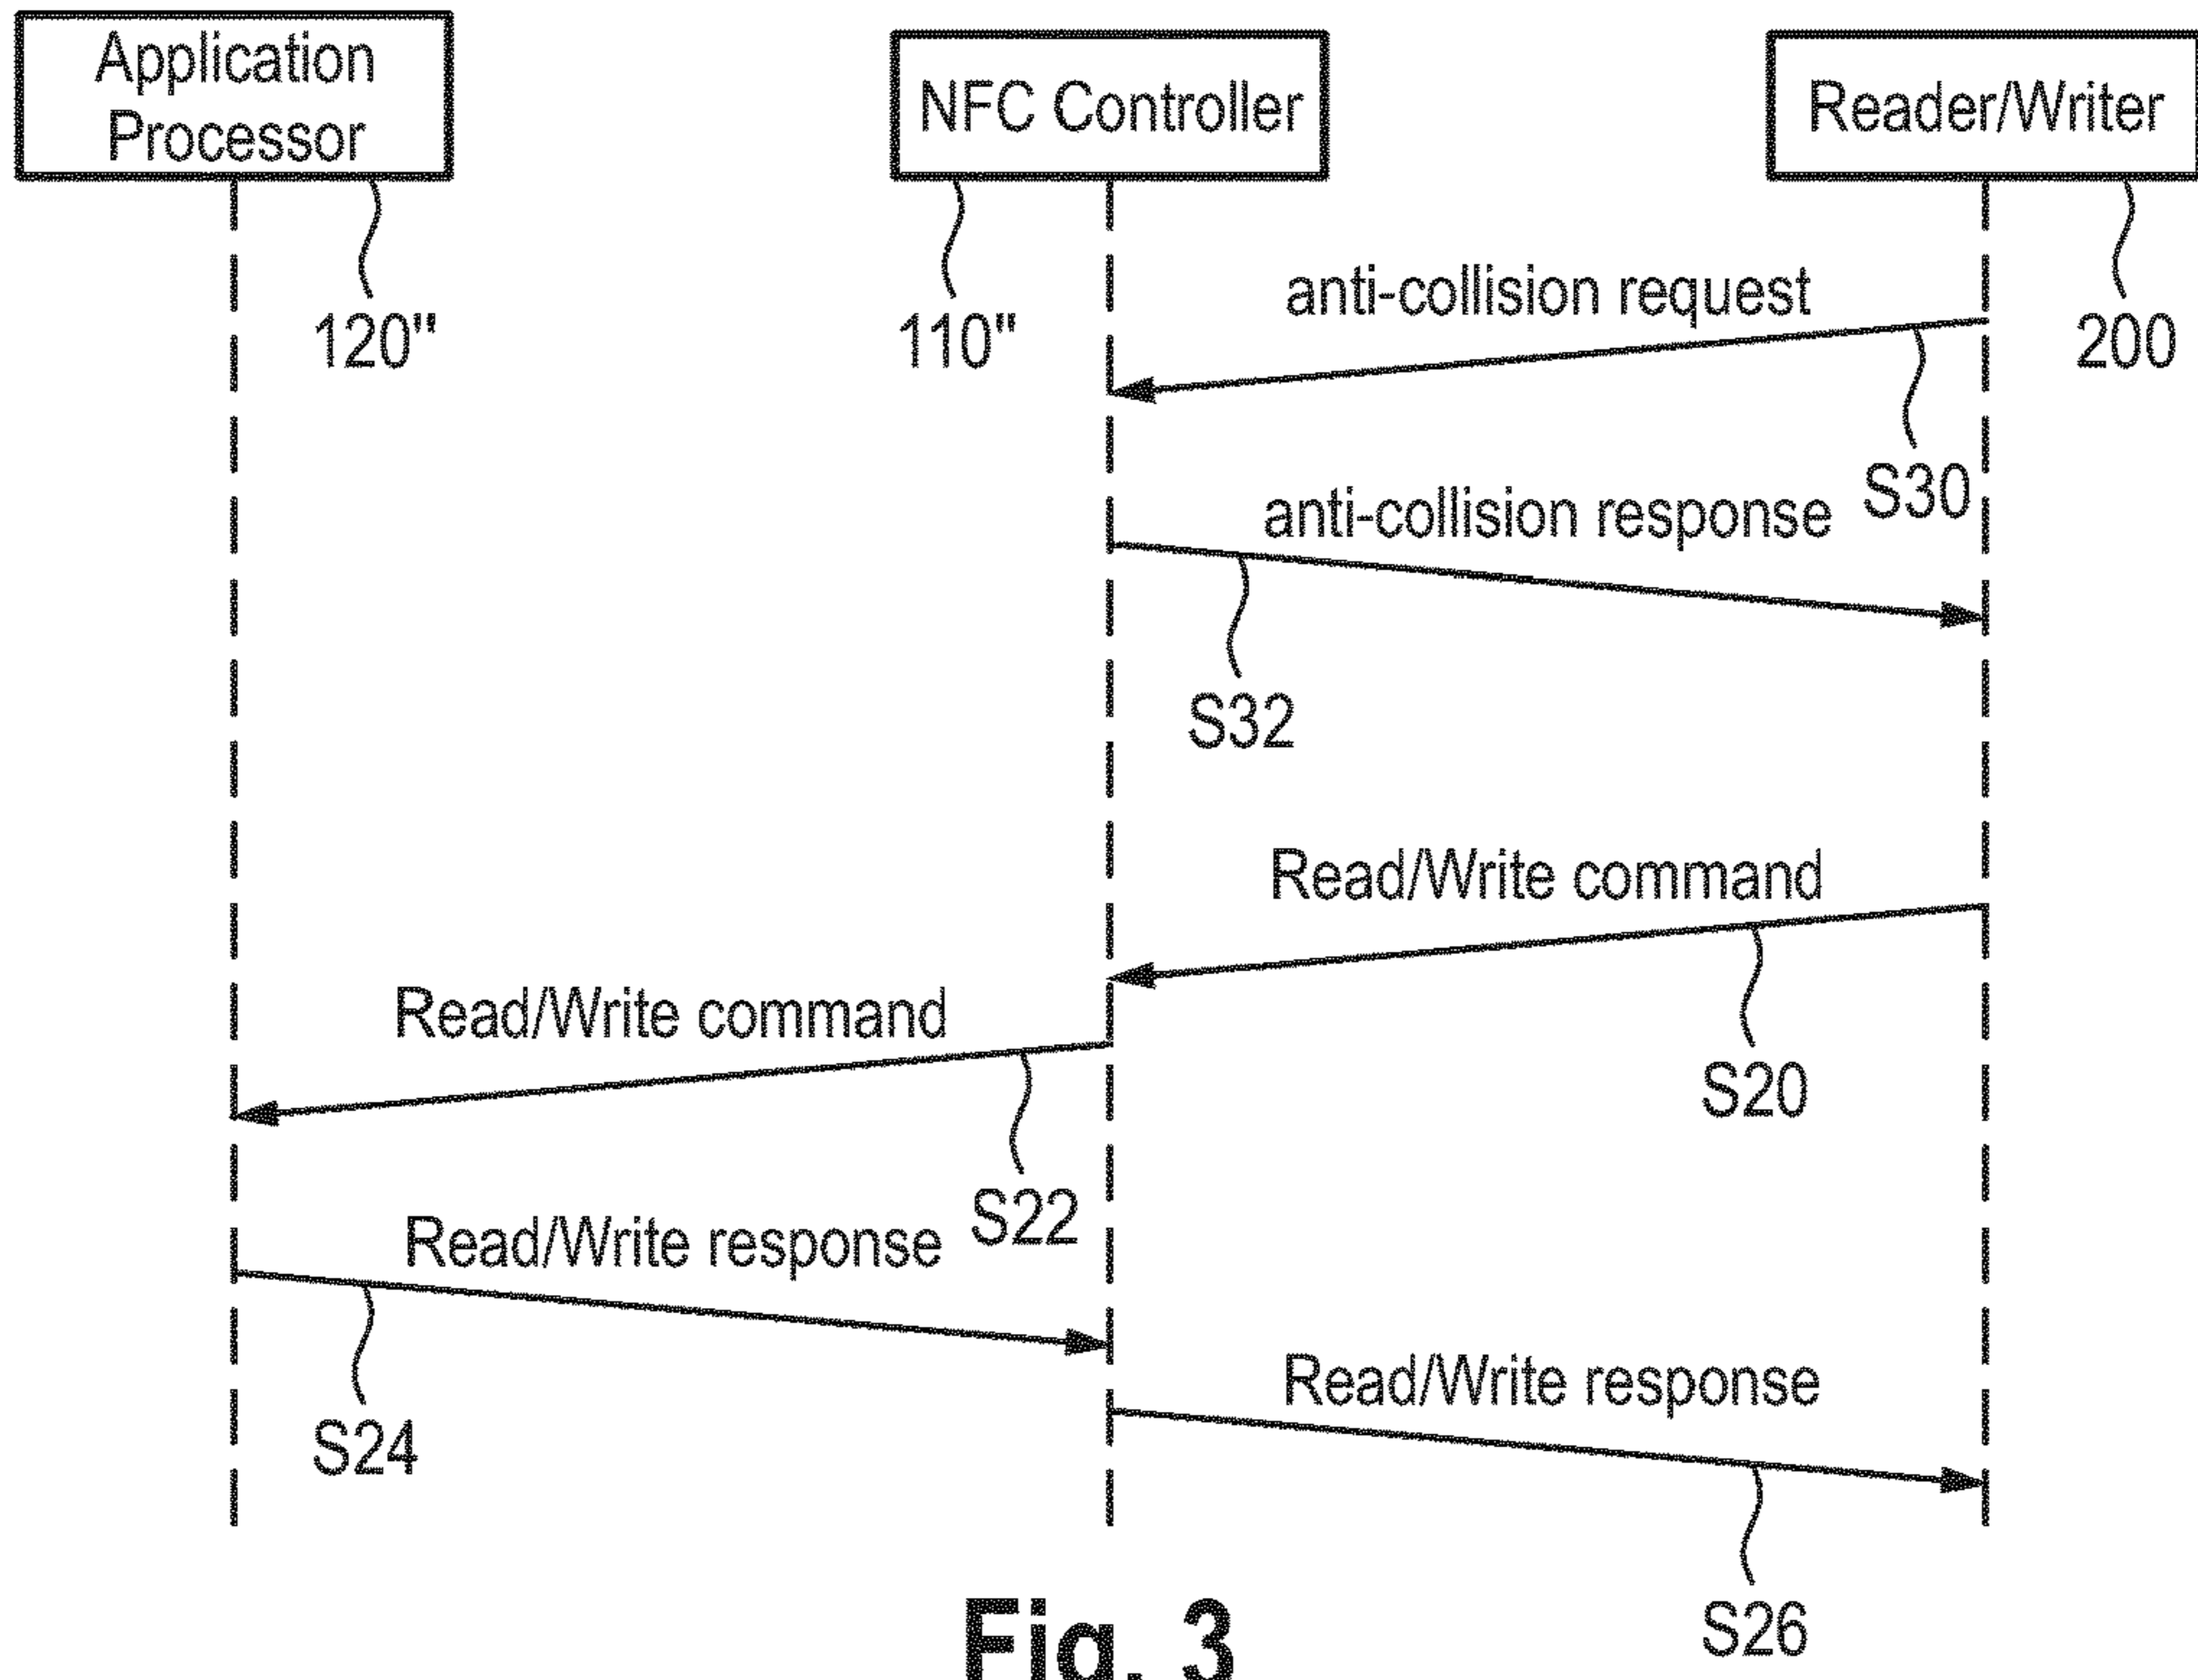 Application
Processor
NFC Controller
Reader/Writer
120"
110"
200
anti-collision request
S30
anti-collision response
S32
Read/Write command
S20
Read/Write command
S22
Read/Write response
S24
Read/Write response
S26
Fig. 3